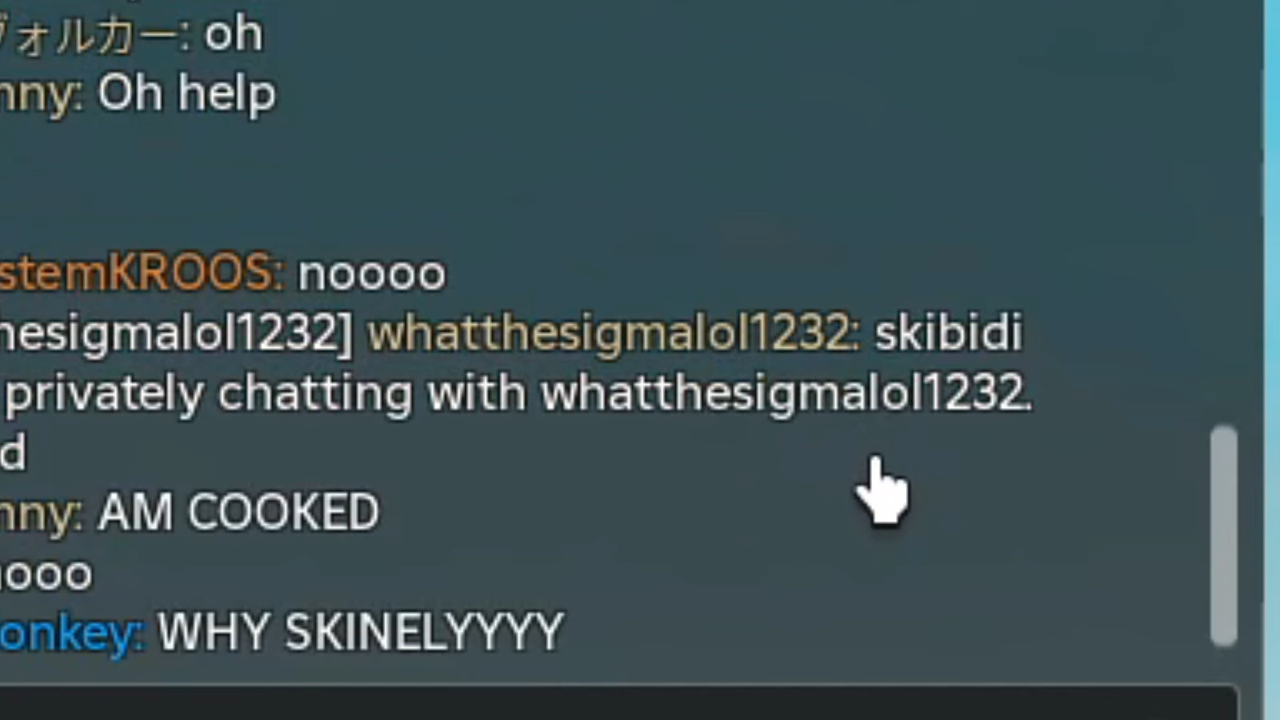 ヴォルカー: oh
nny: Oh help
stemKROOS: noooo
hesigmalol1232] whatthesigmalol1232: skibidi
privately chatting with whatthesigmalol1232.
d
nny: AM COOKED
nooo
onkey: WHY SKINELYYYY